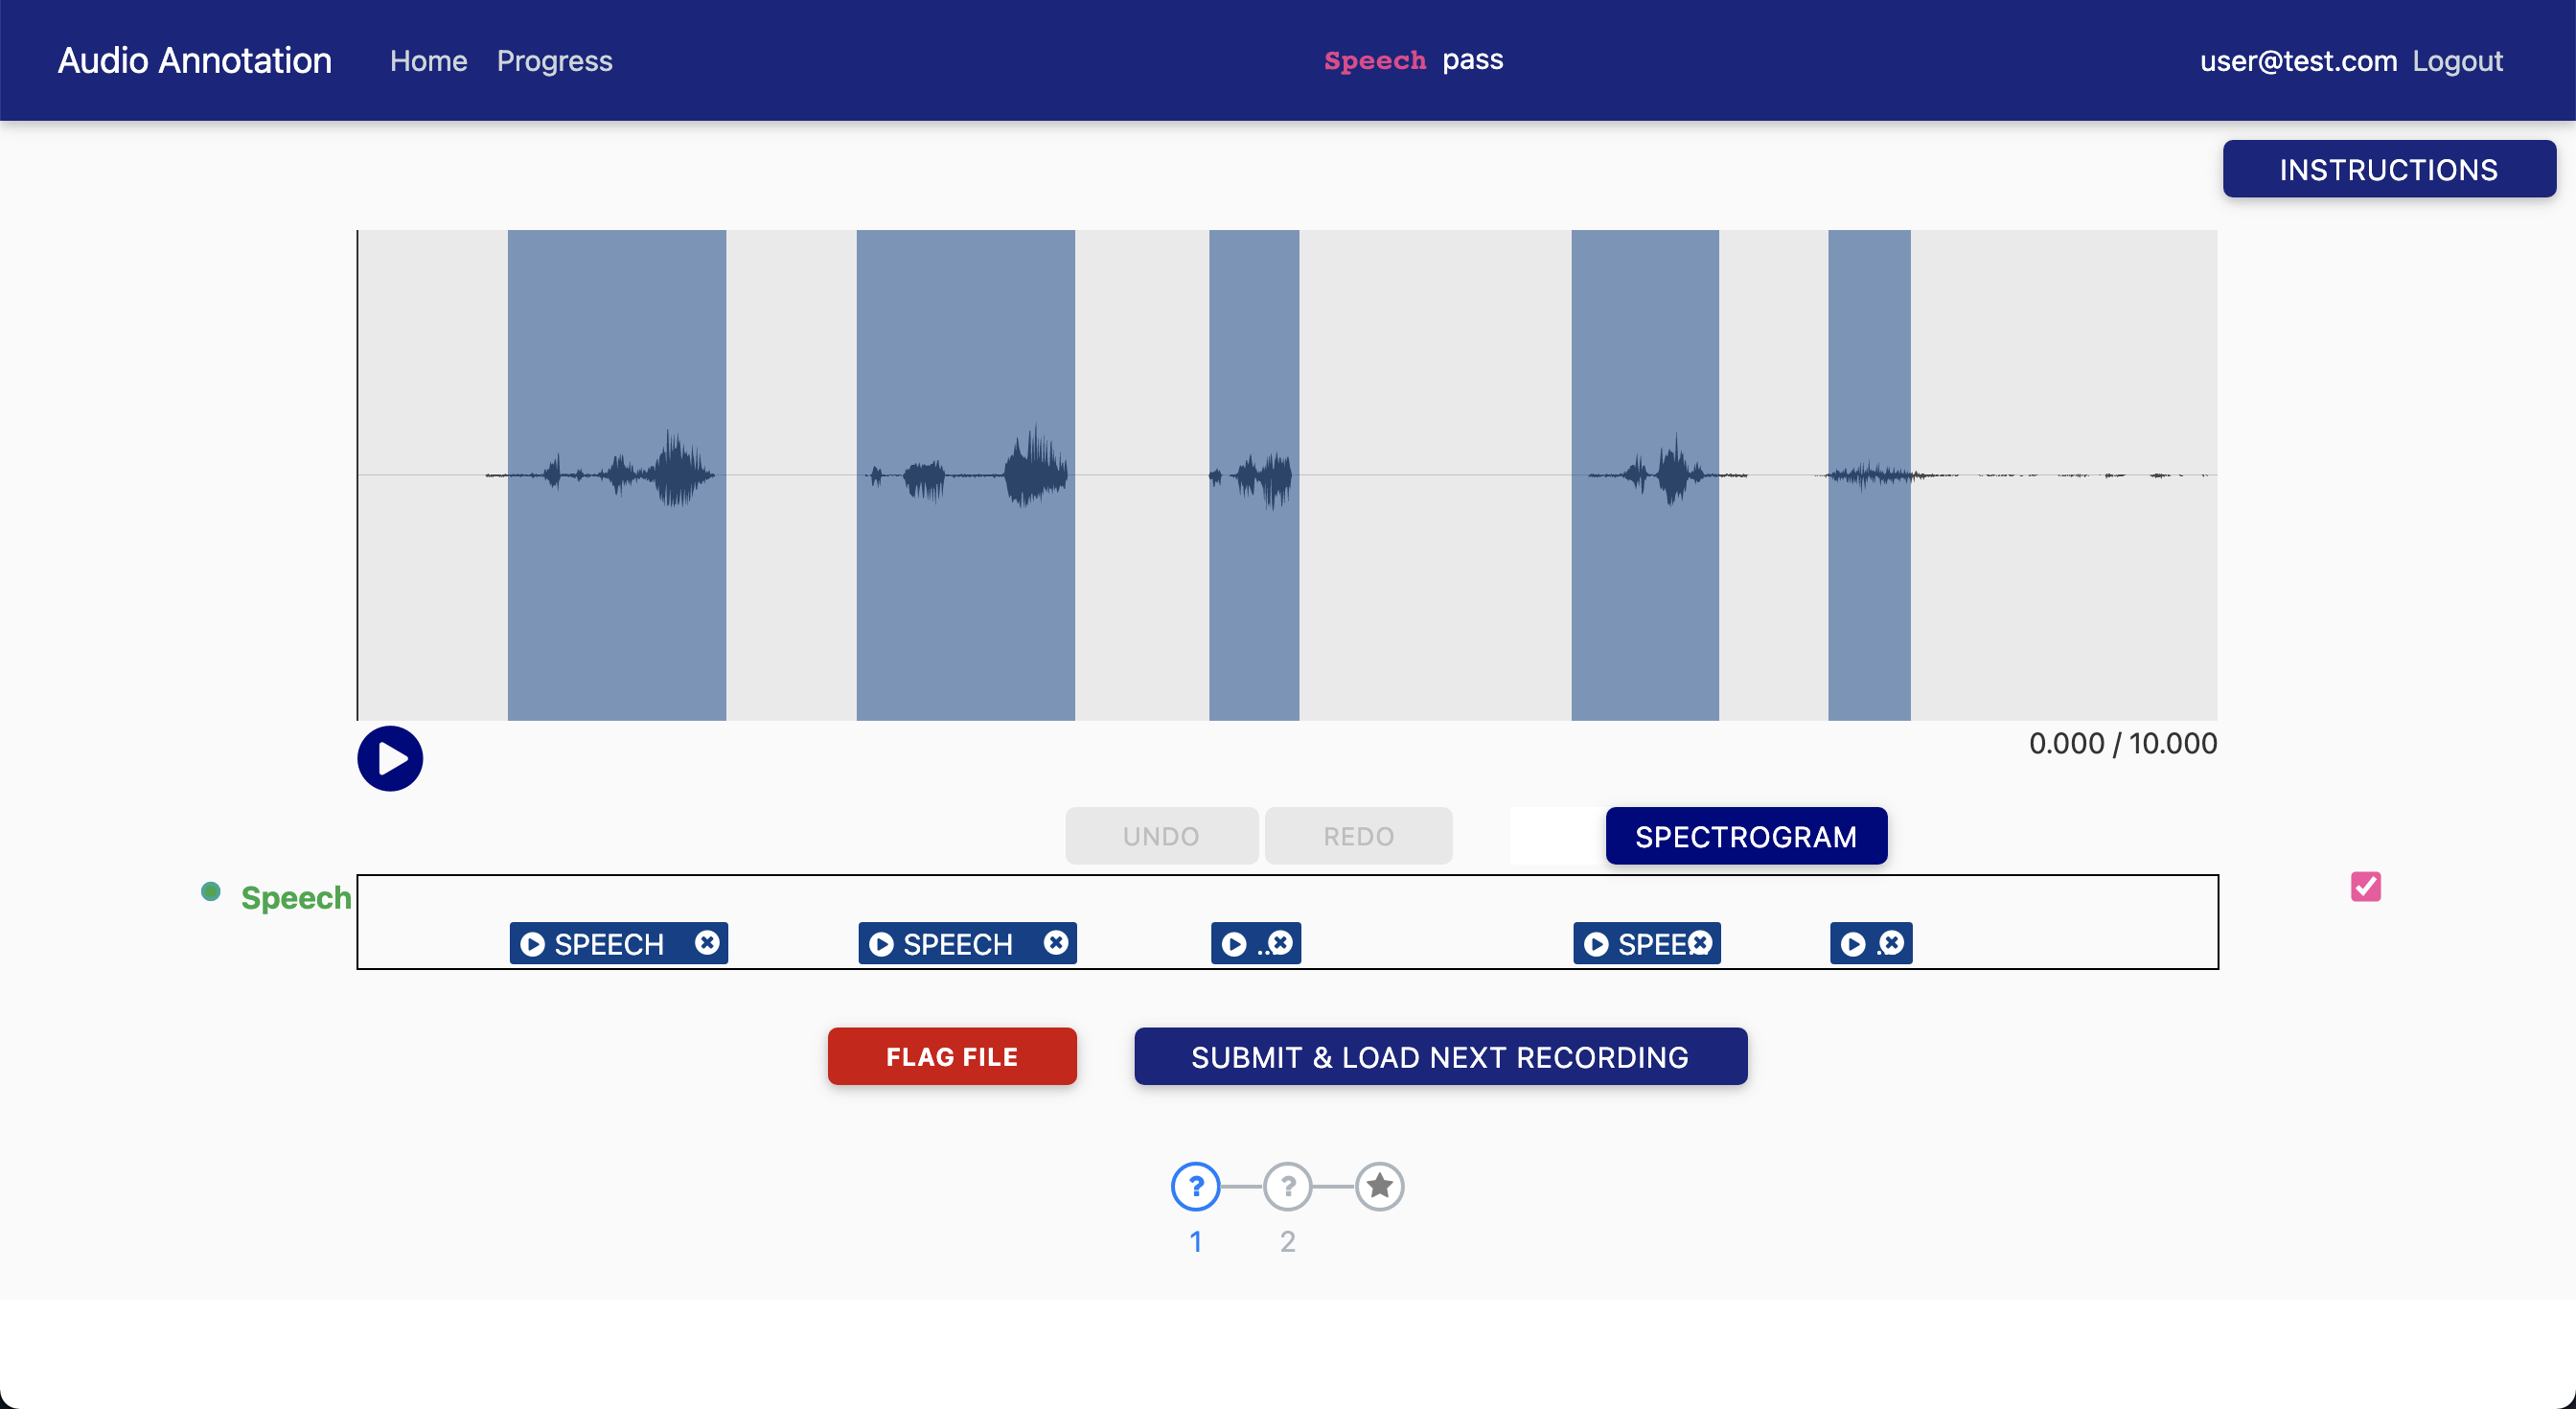 Audio Annotation Home Progress Speech pass user@test.com Logout
INSTRUCTIONS
0.000 / 10.000
UNDO REDO SPECTROGRAM
Speech
SPEECH SPEECH ... SPEE... ...
FLAG FILE SUBMIT & LOAD NEXT RECORDING
? ?
1 2